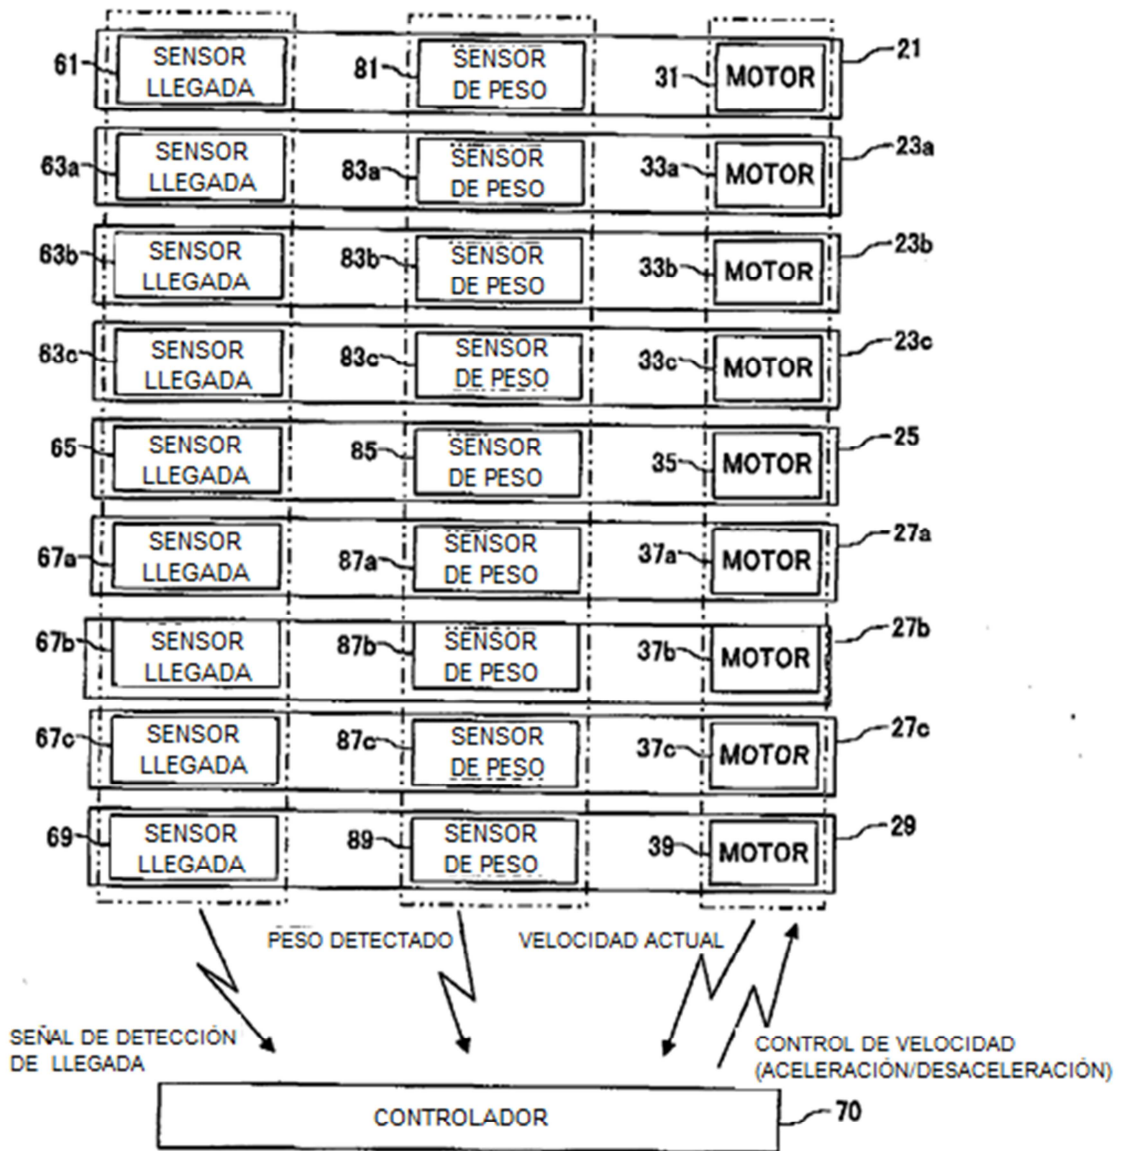 61 SENSOR LLEGADA 81 SENSOR DE PESO 31 MOTOR 21
63a SENSOR LLEGADA 83a SENSOR DE PESO 33a MOTOR 23a
63b SENSOR LLEGADA 83b SENSOR DE PESO 33b MOTOR 23b
63c SENSOR LLEGADA 83c SENSOR DE PESO 33c MOTOR 23c
65 SENSOR LLEGADA 85 SENSOR DE PESO 35 MOTOR 25
67a SENSOR LLEGADA 87a SENSOR DE PESO 37a MOTOR 27a
67b SENSOR LLEGADA 87b SENSOR DE PESO 37b MOTOR 27b
67c SENSOR LLEGADA 87c SENSOR DE PESO 37c MOTOR 27c
69 SENSOR LLEGADA 89 SENSOR DE PESO 39 MOTOR 29
PESO DETECTADO
VELOCIDAD ACTUAL
SEÑAL DE DETECCIÓN
DE LLEGADA
CONTROL DE VELOCIDAD
(ACELERACIÓN/DESACELERACIÓN)
CONTROLADOR
70